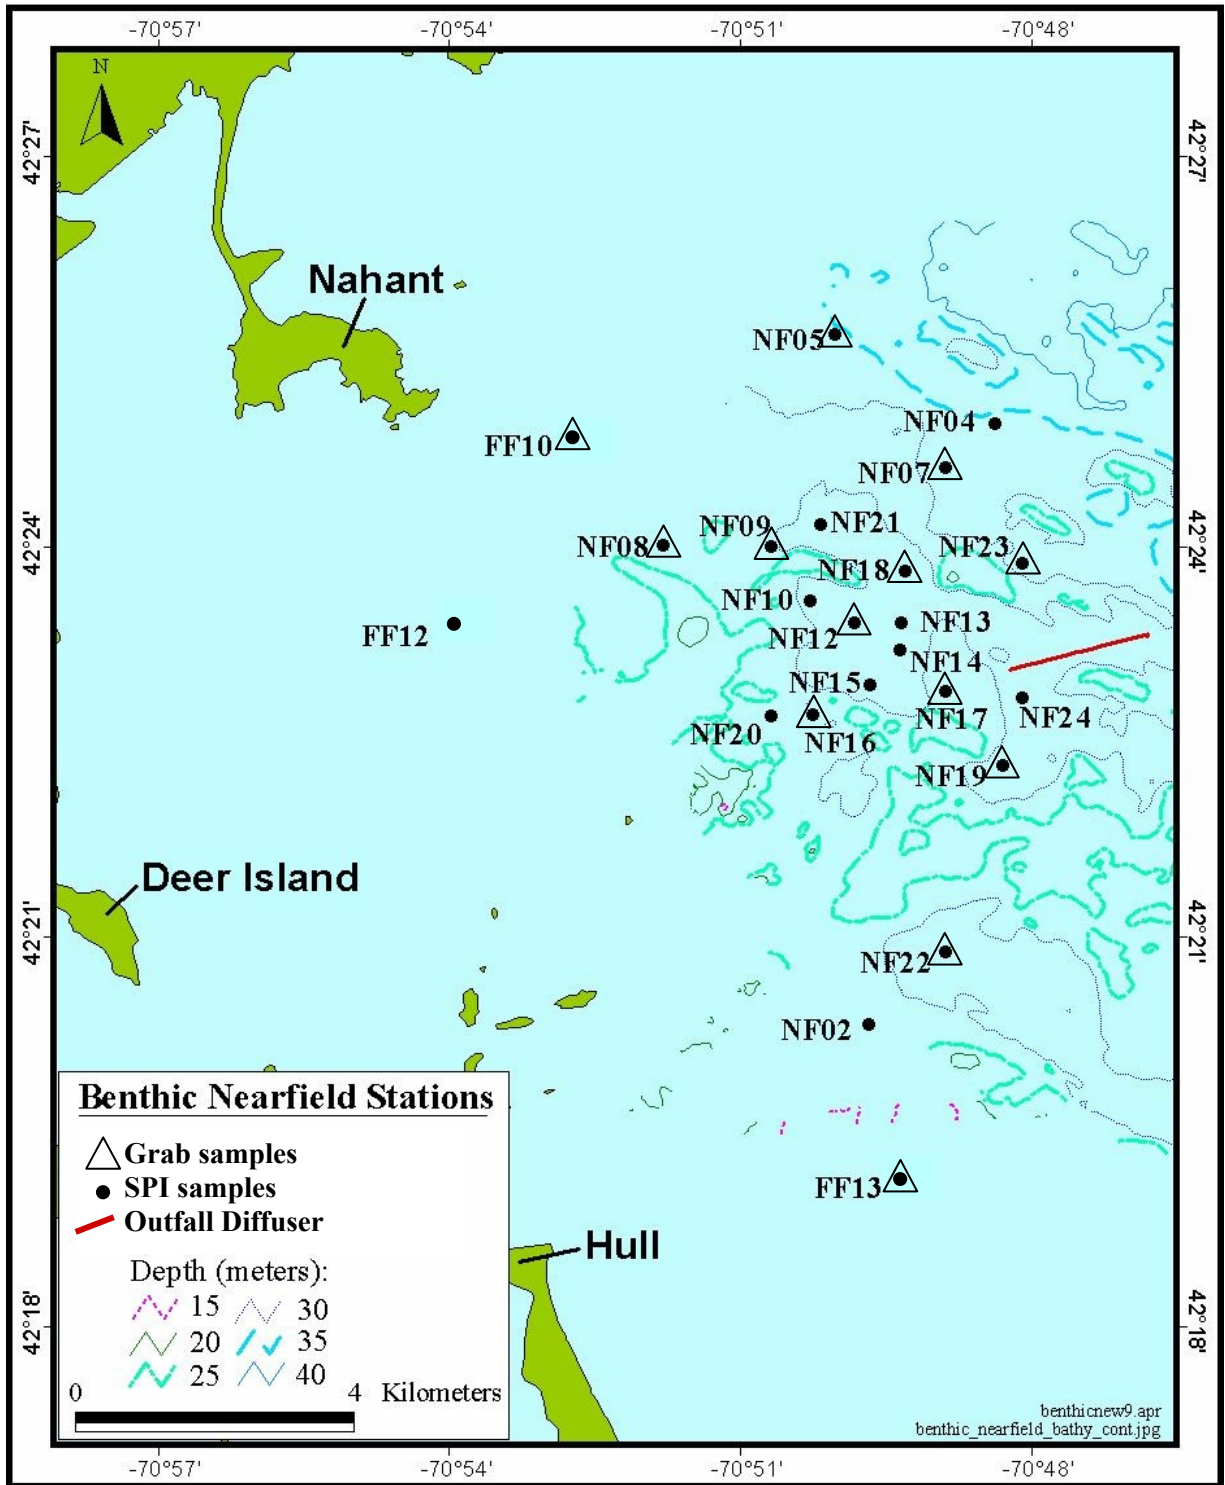 -70°57' -70°54' -70°51' -70°48'
N
42°27' 42°27'
Nahant
NF05
NF04
FF10
NF07
NF09 NF21
NF08 NF23
NF18
NF10
FF12 NF12 NF13
NF14
NF15
NF17 NF24
NF20 NF16
NF19
42°24' 42°24'
Deer Island
42°21' 42°21'
NF22
NF02
FF13
Hull
Benthic Nearfield Stations
Grab samples
SPI samples
Outfall Diffuser
Depth (meters):
15 30
20 35
25 40
0 4 Kilometers
42°18' 42°18'
benthicnew9.apr
benthic_nearfield_bathy_cont.jpg
-70°57' -70°54' -70°51' -70°48'